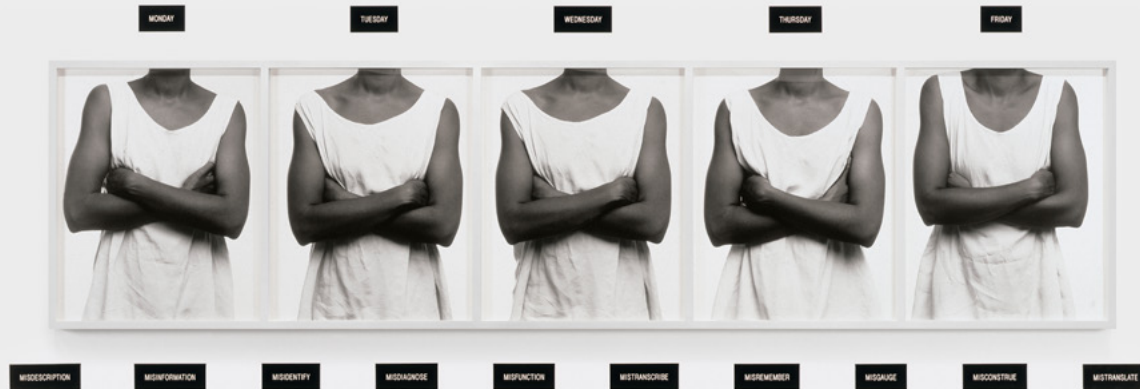 MONDAY TUESDAY WEDNESDAY THURSDAY FRIDAY
MISDESCRIPTION MISINFORMATION MISIDENTIFY MISDIAGNOSE MISFUNCTION MISTRANSCRIBE MISREMEMBER MISGAUGE MISCONSTRUE MISTRANSLATE